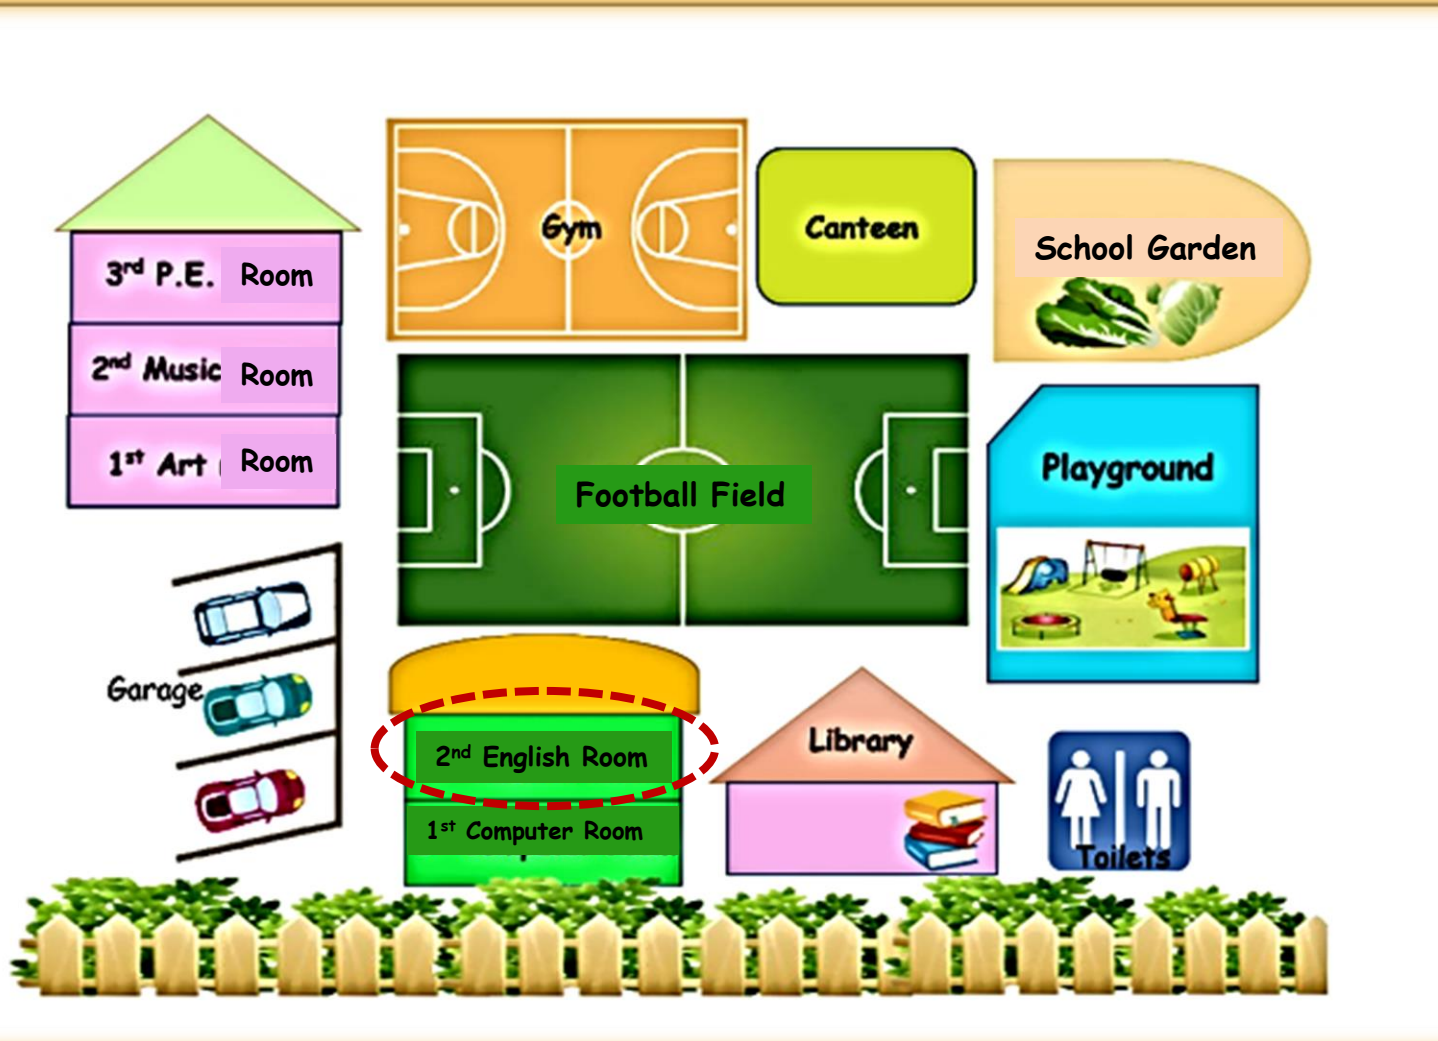 Gym
Canteen
School Garden
3rd P.E. Room
2nd Music Room
1st Art Room
Football Field
Playground
Garage
2nd English Room
1st Computer Room
Library
Toilets